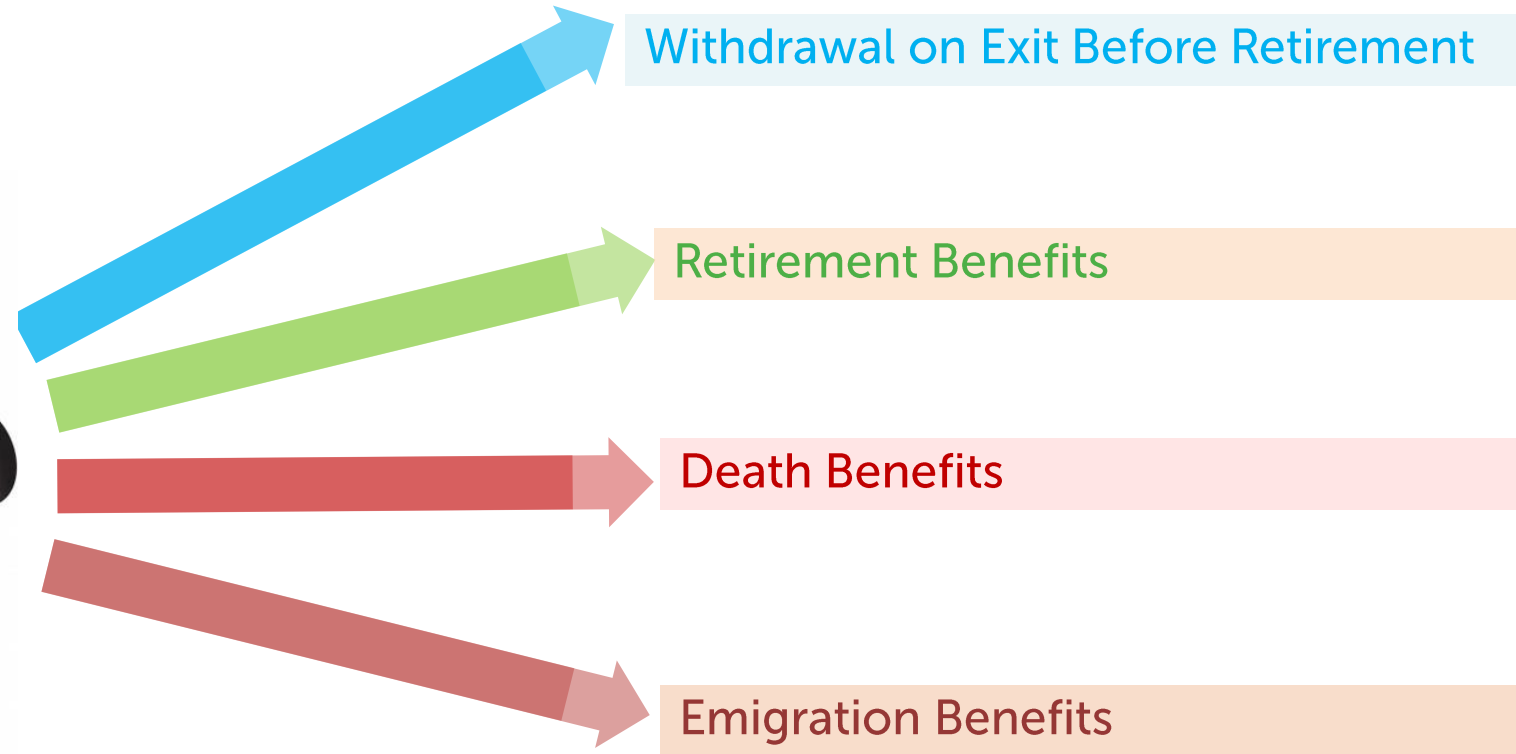 Withdrawal on Exit Before Retirement
Retirement Benefits
Death Benefits
Emigration Benefits